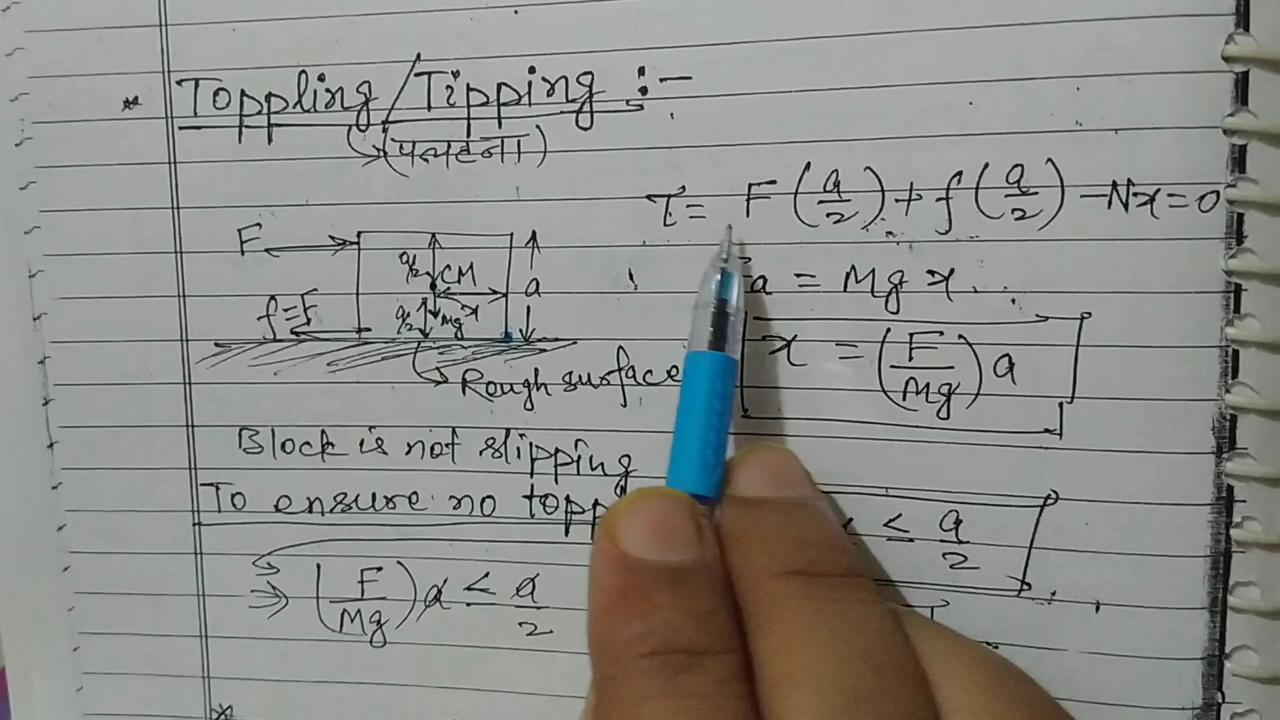 * Toppling/Tipping :-
(पलटना)
τ = F(a/2) + f(a/2) - Nx = 0
F
a/2 CM a
a = Mg x
f = F a/2 Mg x
x = (F/Mg) a
Rough surface
Block is not slipping
To ensure no topp
≤ a/2
⇒ (F/Mg) a ≤ a/2